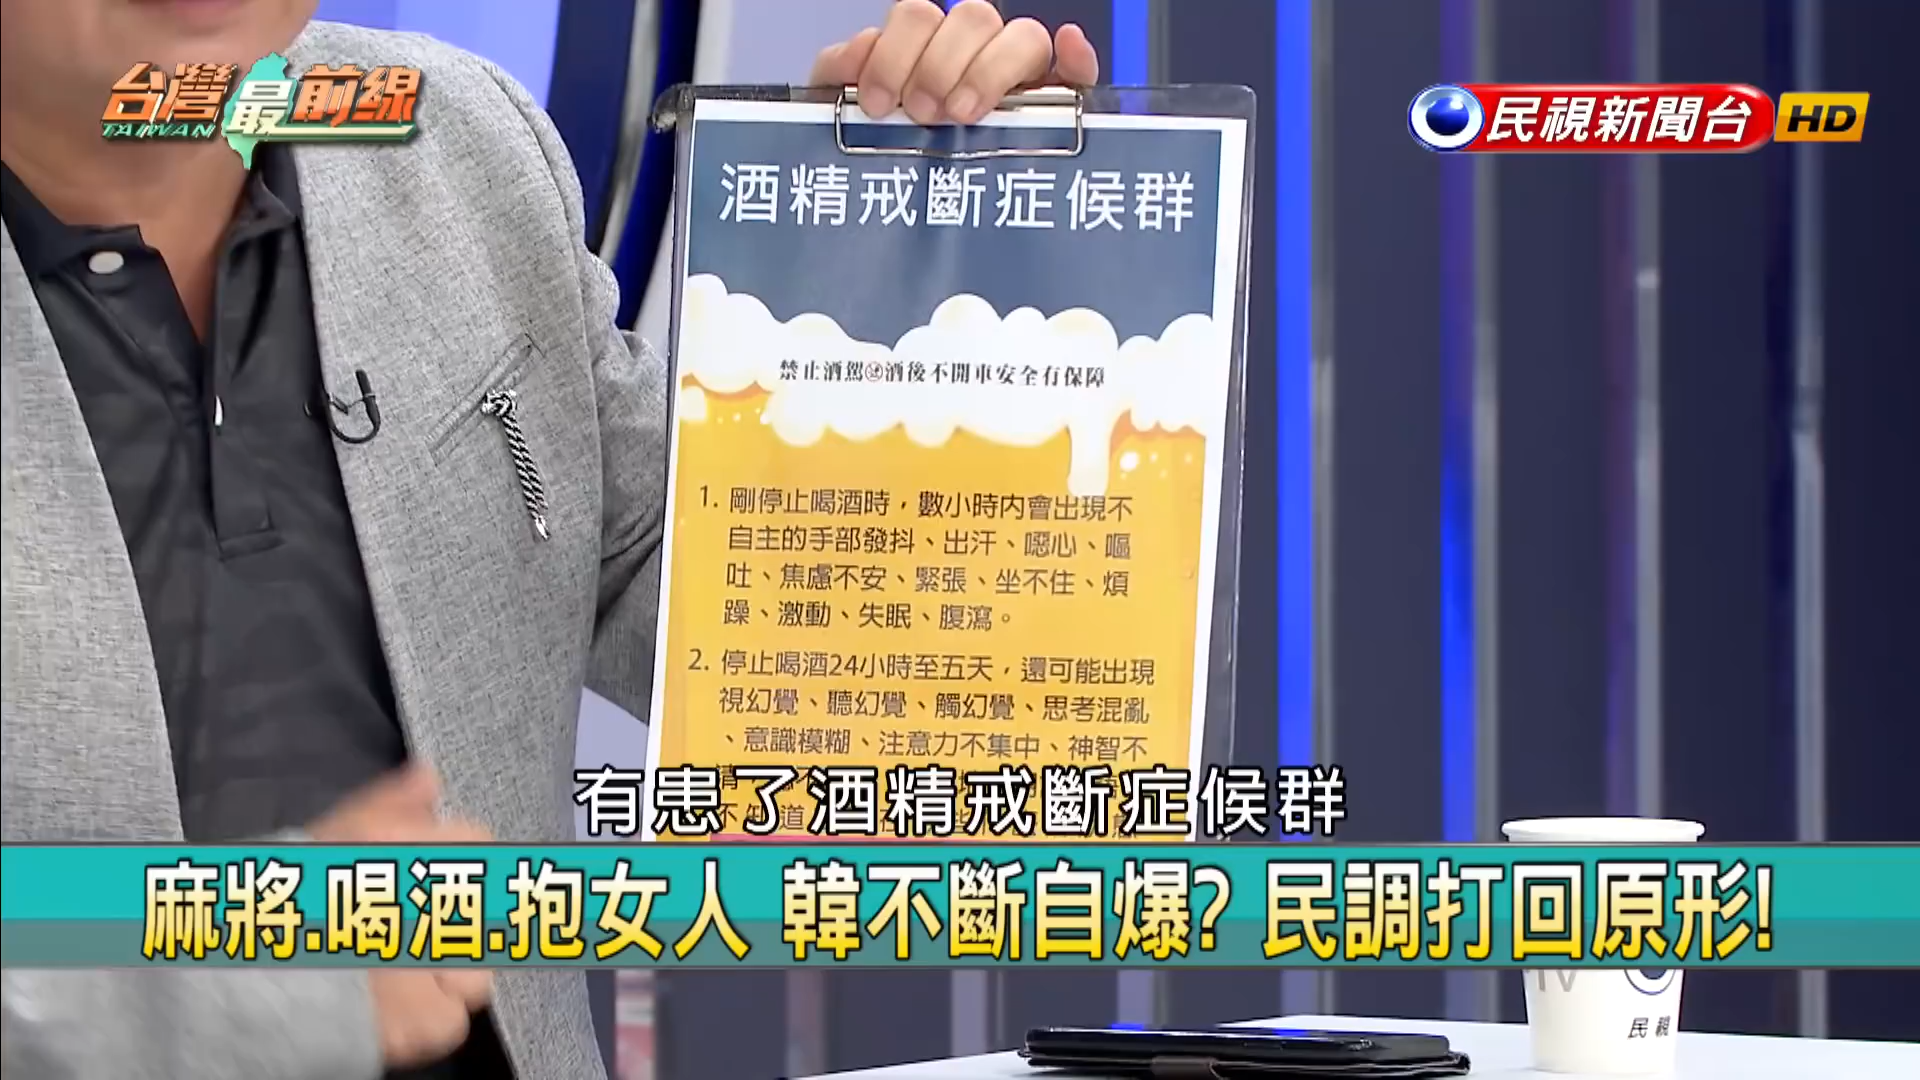 台灣最前線
TAIWAN
民視新聞台 HD
酒精戒斷症候群
禁止酒駕 酒後不開車安全有保障
1. 剛停止喝酒時，數小時內會出現不
自主的手部發抖、出汗、噁心、嘔
吐、焦慮不安、緊張、坐不住、煩
躁、激動、失眠、腹瀉。
2. 停止喝酒24小時至五天，還可能出現
視幻覺、聽幻覺、觸幻覺、思考混亂
、意識模糊、注意力不集中、神智不
有患了酒精戒斷症候群
麻將.喝酒.抱女人 韓不斷自爆? 民調打回原形!
民視